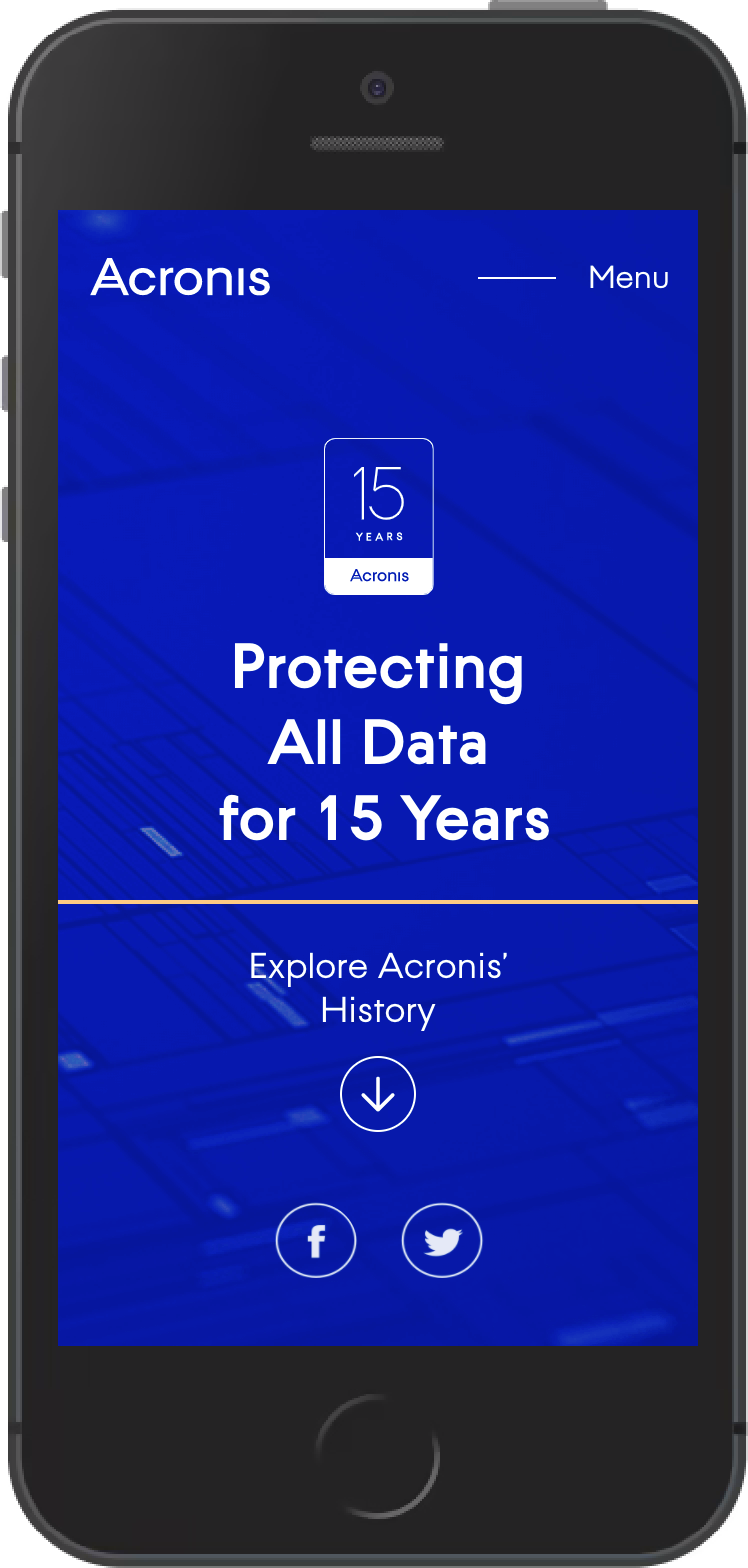 Acronis
Menu
15
YEARS
Acronis
Protecting
All Data
for 15 Years
Explore Acronis’
History